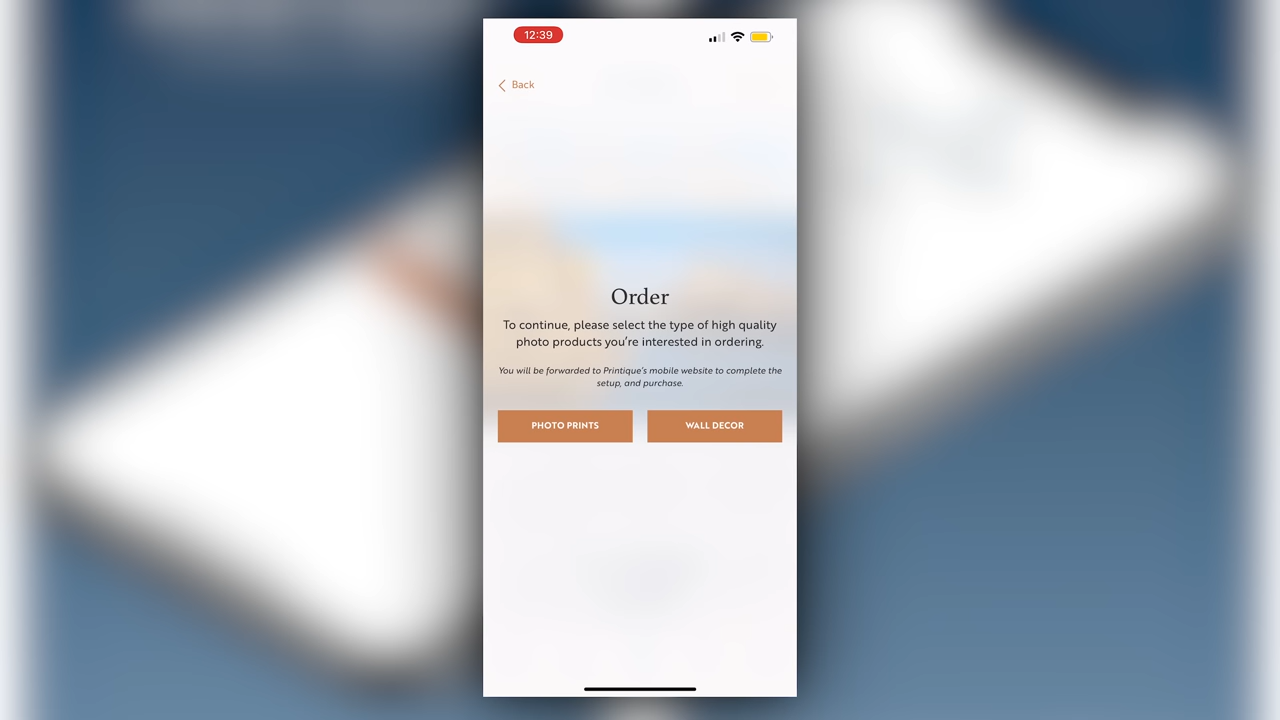 12:39
Back
Order
To continue, please select the type of high quality
photo products you’re interested in ordering.
You will be forwarded to Printique's mobile website to complete the
setup, and purchase.
PHOTO PRINTS
WALL DECOR